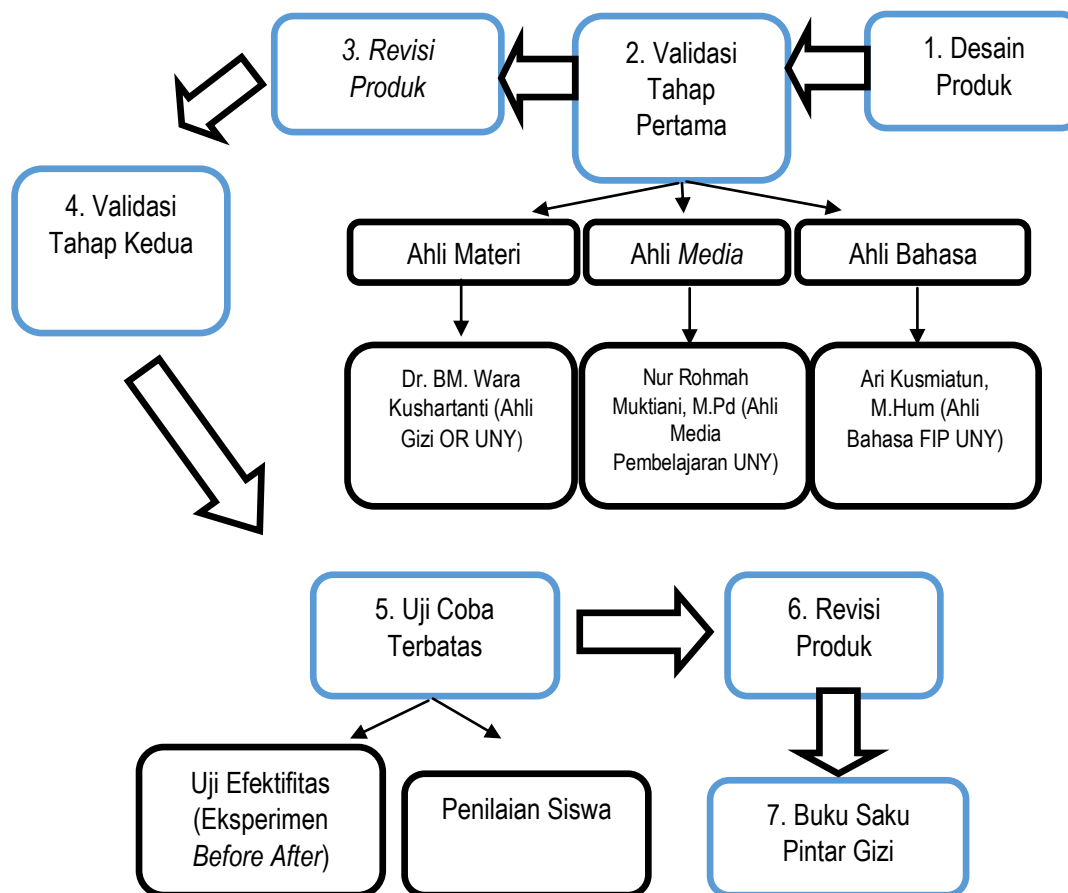 1. Desain
Produk
2. Validasi
Tahap
Pertama
3. Revisi
Produk
4. Validasi
Tahap Kedua
Ahli Materi
Ahli Media
Ahli Bahasa
Dr. BM. Wara
Kushartanti (Ahli
Gizi OR UNY)
Nur Rohmah
Muktiani, M.Pd (Ahli
Media
Pembelajaran UNY)
Ari Kusmiatun,
M.Hum (Ahli
Bahasa FIP UNY)
5. Uji Coba
Terbatas
6. Revisi
Produk
Uji Efektifitas
(Eksperimen
Before After)
Penilaian Siswa
7. Buku Saku
Pintar Gizi